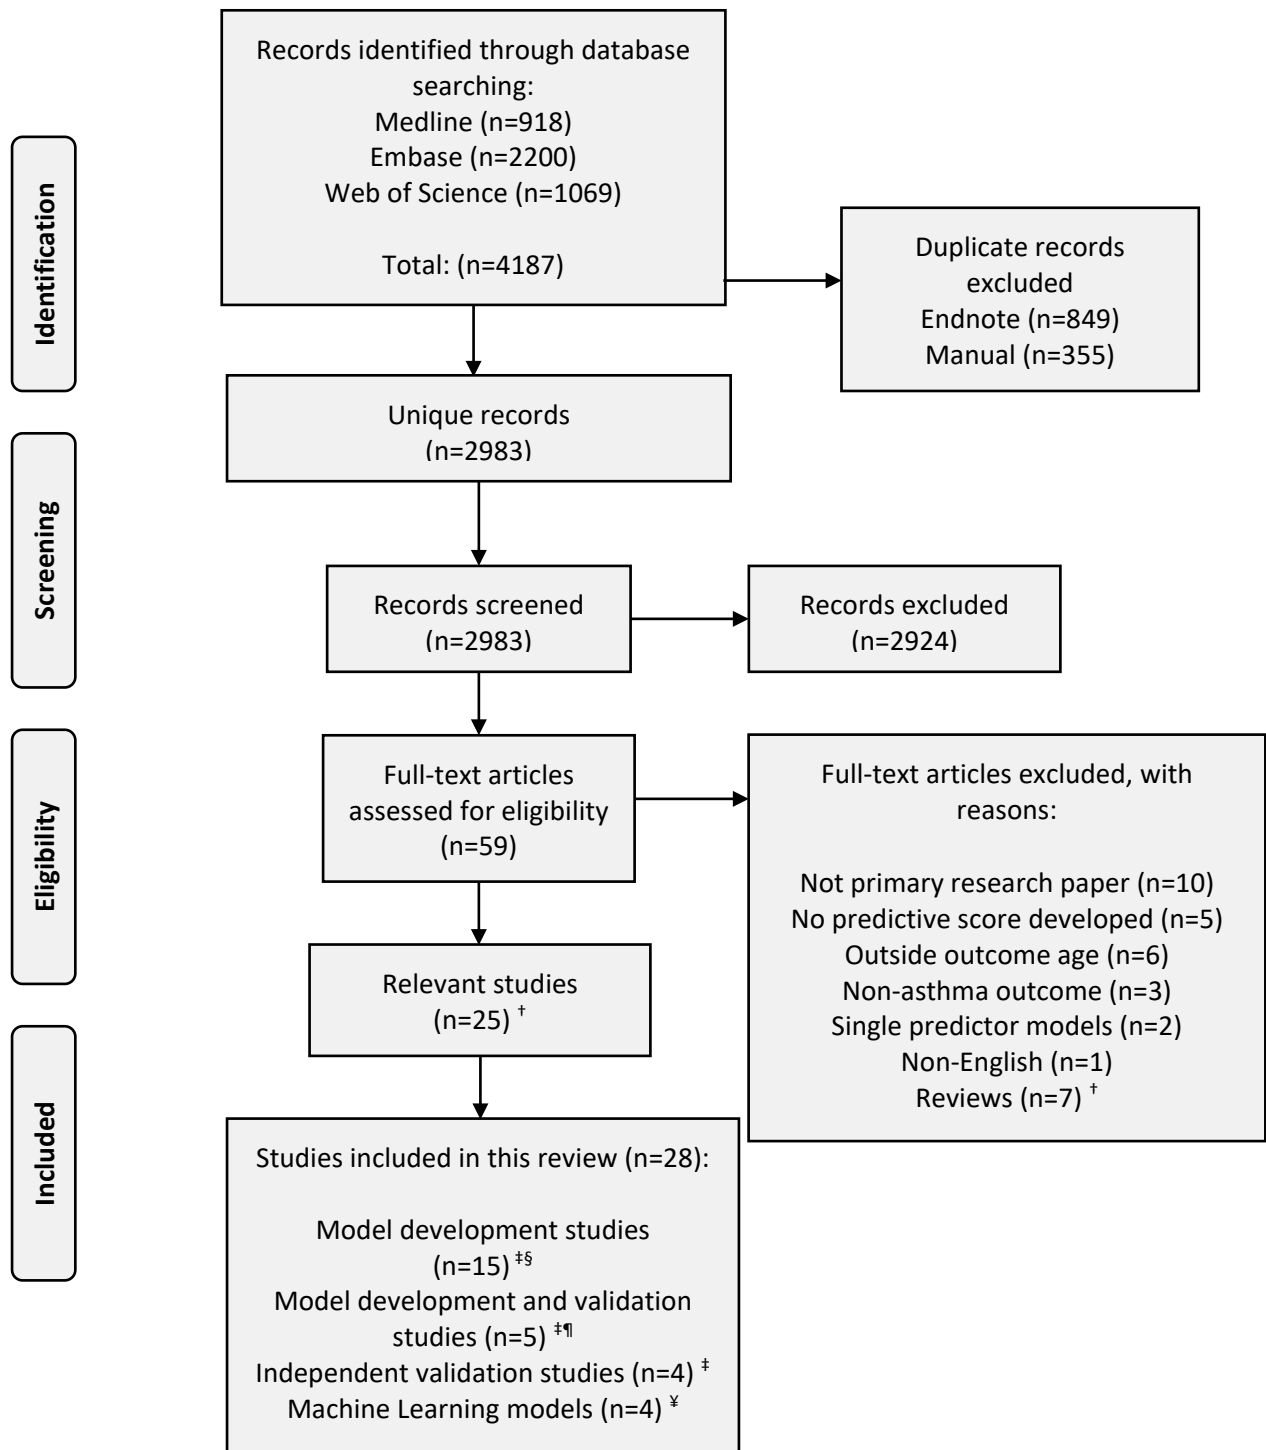 Records identified through database
searching:
Medline (n=918)
Embase (n=2200)
Web of Science (n=1069)
Total: (n=4187)
Identification
Duplicate records
excluded
Endnote (n=849)
Manual (n=355)
Unique records
(n=2983)
Screening
Records screened
(n=2983)
Records excluded
(n=2924)
Eligibility
Full-text articles
assessed for eligibility
(n=59)
Full-text articles excluded, with
reasons:
Not primary research paper (n=10)
No predictive score developed (n=5)
Outside outcome age (n=6)
Non-asthma outcome (n=3)
Single predictor models (n=2)
Non-English (n=1)
Reviews (n=7) †
Relevant studies
(n=25) †
Included
Studies included in this review (n=28):
Model development studies
(n=15) ‡§
Model development and validation
studies (n=5) ‡¶
Independent validation studies (n=4) ‡
Machine Learning models (n=4) ¥